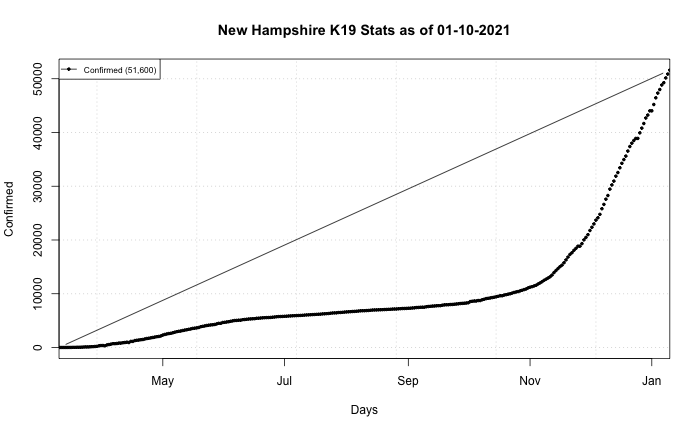 New Hampshire K19 Stats as of 01-10-2021
Confirmed (51,600)
Confirmed
50000
40000
30000
20000
10000
0
May Jul Sep Nov Jan
Days